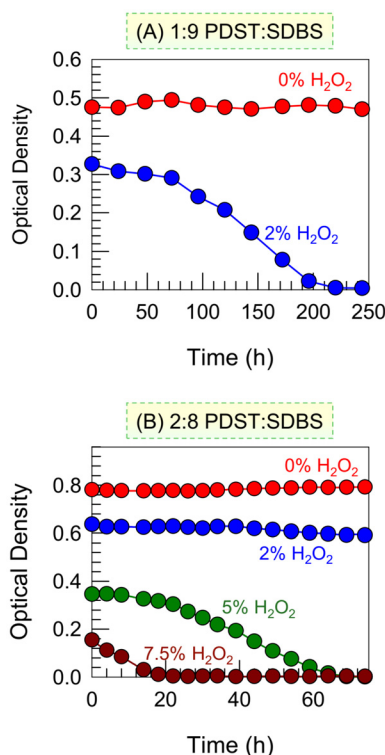 (A) 1:9 PDST:SDBS
0.6
0.5
0.4
0.3
0.2
0.1
0.0
Optical Density
0% H₂O₂
2% H₂O₂
0 50 100 150 200 250
Time (h)
(B) 2:8 PDST:SDBS
0.8
0.6
0.4
0.2
0.0
Optical Density
0% H₂O₂
2% H₂O₂
5% H₂O₂
7.5% H₂O₂
0 20 40 60
Time (h)